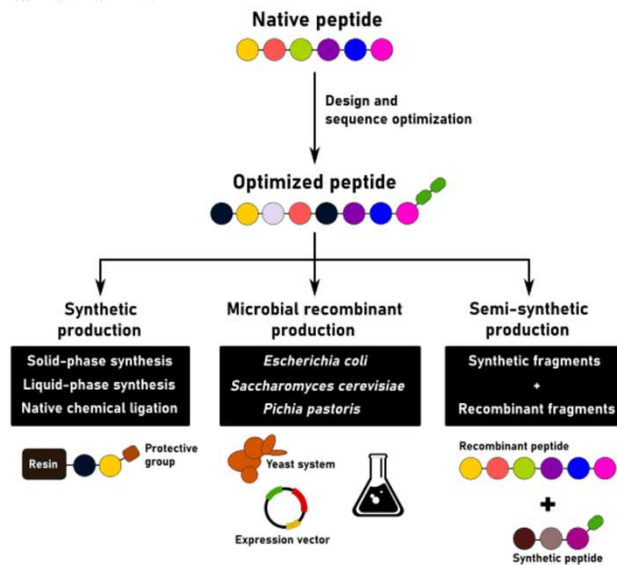 Native peptide
Design and
sequence optimization
Optimized peptide
Synthetic
production
Solid-phase synthesis
Liquid-phase synthesis
Native chemical ligation
Resin
Protective
group
Microbial recombinant
production
Escherichia coli
Saccharomyces cerevisiae
Pichia pastoris
Yeast system
Expression vector
Semi-synthetic
production
Synthetic fragments
+
Recombinant fragments
Recombinant peptide
+
Synthetic peptide